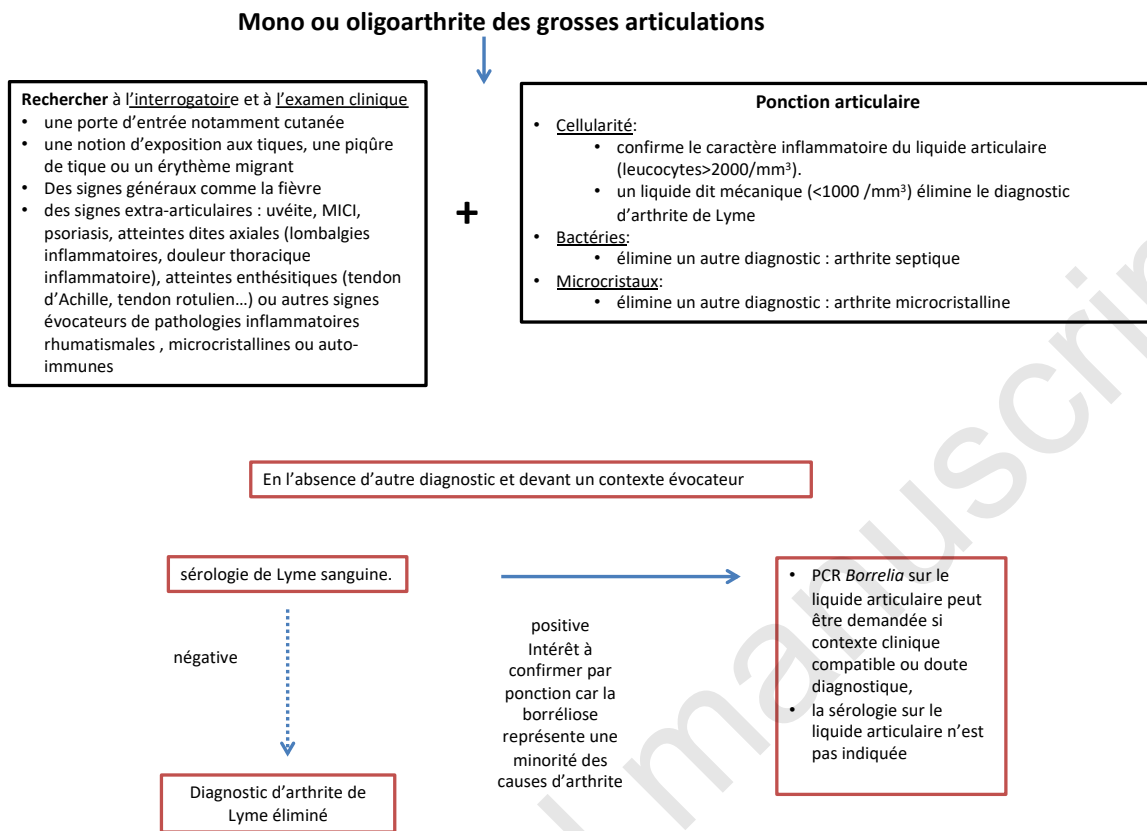 Mono ou oligoarthrite des grosses articulations
Rechercher à l'interrogatoire et à l'examen clinique
• une porte d'entrée notamment cutanée
• une notion d'exposition aux tiques, une piqûre
de tique ou un érythème migrant
• Des signes généraux comme la fièvre
• des signes extra-articulaires : uvéite, MICI,
psoriasis, atteintes dites axiales (lombalgies
inflammatoires, douleur thoracique
inflammatoire), atteintes enthésitiques (tendon
d'Achille, tendon rotulien…) ou autres signes
évocateurs de pathologies inflammatoires
rhumatismales , microcristallines ou auto-
immunes
+
Ponction articulaire
• Cellularité:
• confirme le caractère inflammatoire du liquide articulaire
(leucocytes>2000/mm³).
• un liquide dit mécanique (<1000 /mm³) élimine le diagnostic
d'arthrite de Lyme
• Bactéries:
• élimine un autre diagnostic : arthrite septique
• Microcristaux:
• élimine un autre diagnostic : arthrite microcristalline
En l'absence d'autre diagnostic et devant un contexte évocateur
sérologie de Lyme sanguine.
négative
Diagnostic d'arthrite de
Lyme éliminé
positive
Intérêt à
confirmer par
ponction car la
borréliose
représente une
minorité des
causes d'arthrite
• PCR Borrelia sur le
liquide articulaire peut
être demandée si
contexte clinique
compatible ou doute
diagnostique,
• la sérologie sur le
liquide articulaire n'est
pas indiquée
manuscrip